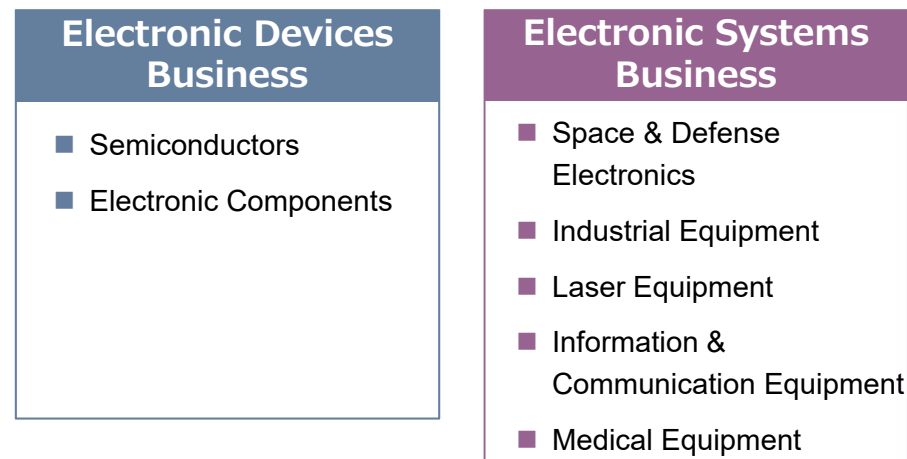 Electronic Devices
Business
Semiconductors
Electronic Components
Electronic Systems
Business
Space & Defense
Electronics
Industrial Equipment
Laser Equipment
Information &
Communication Equipment
Medical Equipment